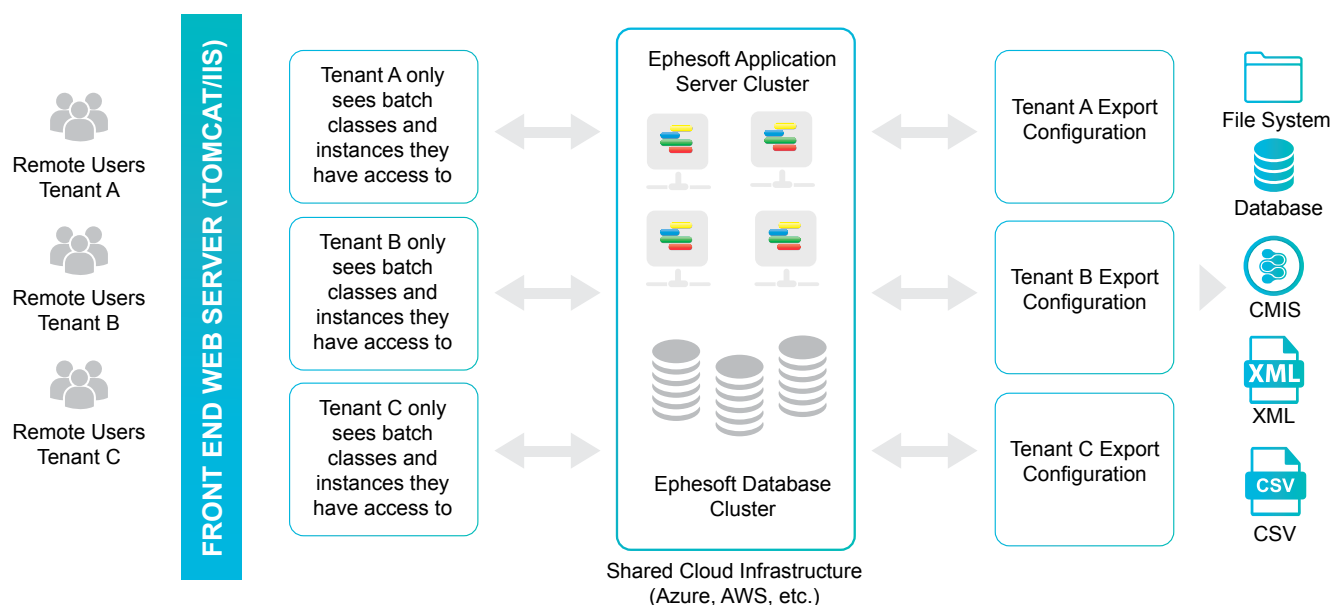 Remote Users
Tenant A
Remote Users
Tenant B
Remote Users
Tenant C
FRONT END WEB SERVER (TOMCAT/IIS)
Tenant A only
sees batch
classes and
instances they
have access to
Tenant B only
sees batch
classes and
instances they
have access to
Tenant C only
sees batch
classes and
instances they
have access to
Ephesoft Application
Server Cluster
Ephesoft Database
Cluster
Shared Cloud Infrastructure
(Azure, AWS, etc.)
Tenant A Export
Configuration
Tenant B Export
Configuration
Tenant C Export
Configuration
File System
Database
CMIS
XML
XML
CSV
CSV